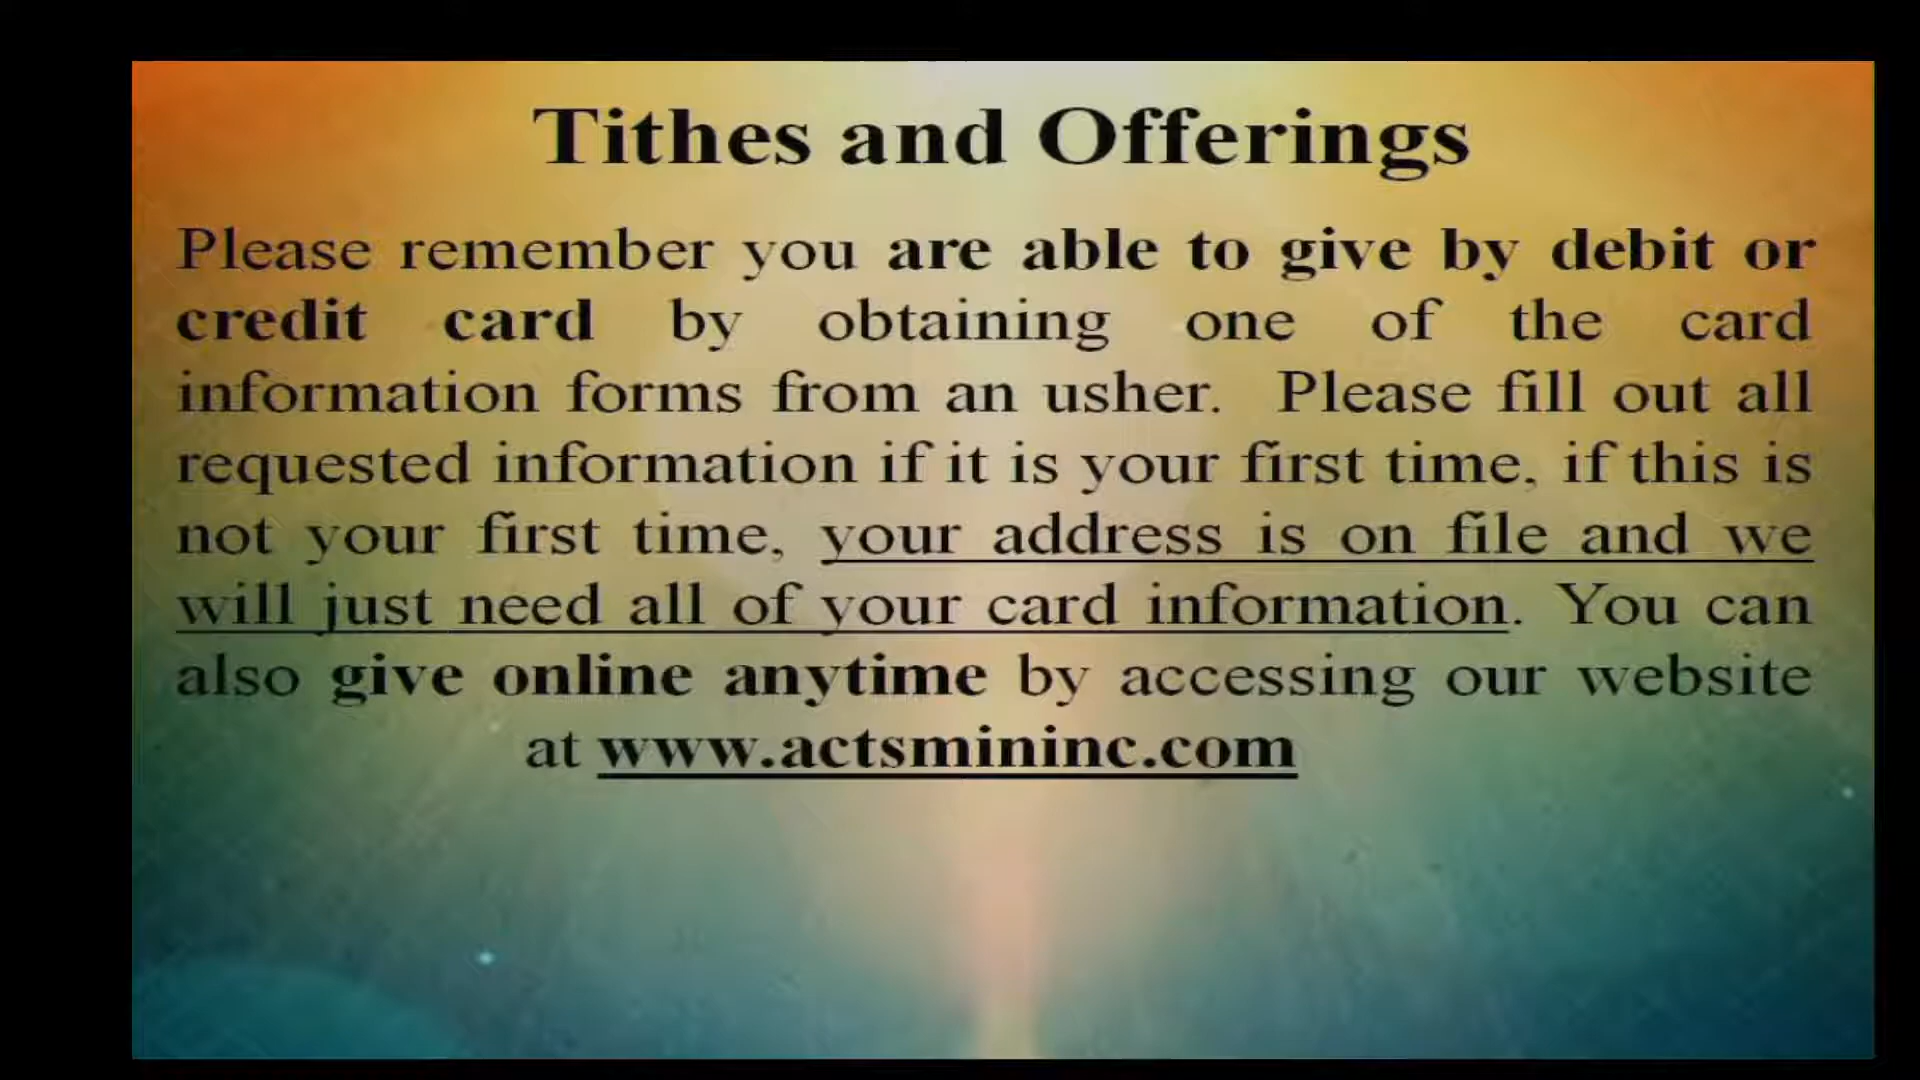 Tithes and Offerings
Please remember you are able to give by debit or
credit card by obtaining one of the card
information forms from an usher. Please fill out all
requested information if it is your first time, if this is
not your first time, your address is on file and we
will just need all of your card information. You can
also give online anytime by accessing our website
at www.actsmininc.com